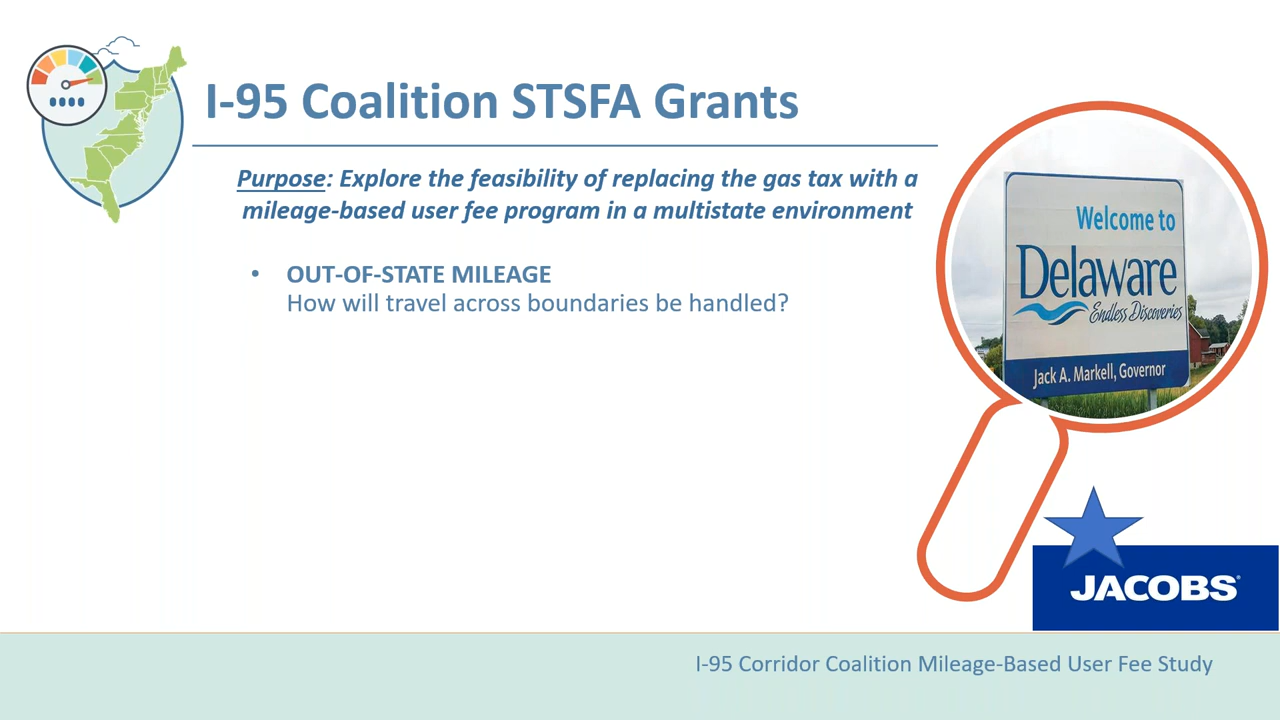 I-95 Coalition STSFA Grants
Purpose: Explore the feasibility of replacing the gas tax with a
mileage-based user fee program in a multistate environment
• OUT-OF-STATE MILEAGE
How will travel across boundaries be handled?
Welcome to
Delaware
Endless Discoveries
Jack A. Markell, Governor
JACOBS
I-95 Corridor Coalition Mileage-Based User Fee Study